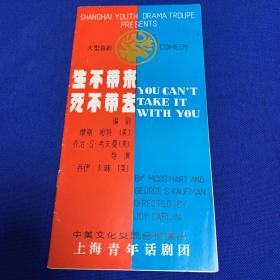 SHANGHAI YOUTH DRAMA TROUPE
PRESENTS
大型喜剧
COMEDY
生不带来
死不带去
YOU CAN'T
TAKE IT
WITH YOU
编剧
摩斯·哈特(美)
乔治·S·考夫曼(美)
导演
乔伊·卡琳(美)
BY MOSS HART AND
GEORGE S KAUFMAN
DIRECTED BY
JOY CARLIN
中美文化交流合作演出
上海青年话剧团